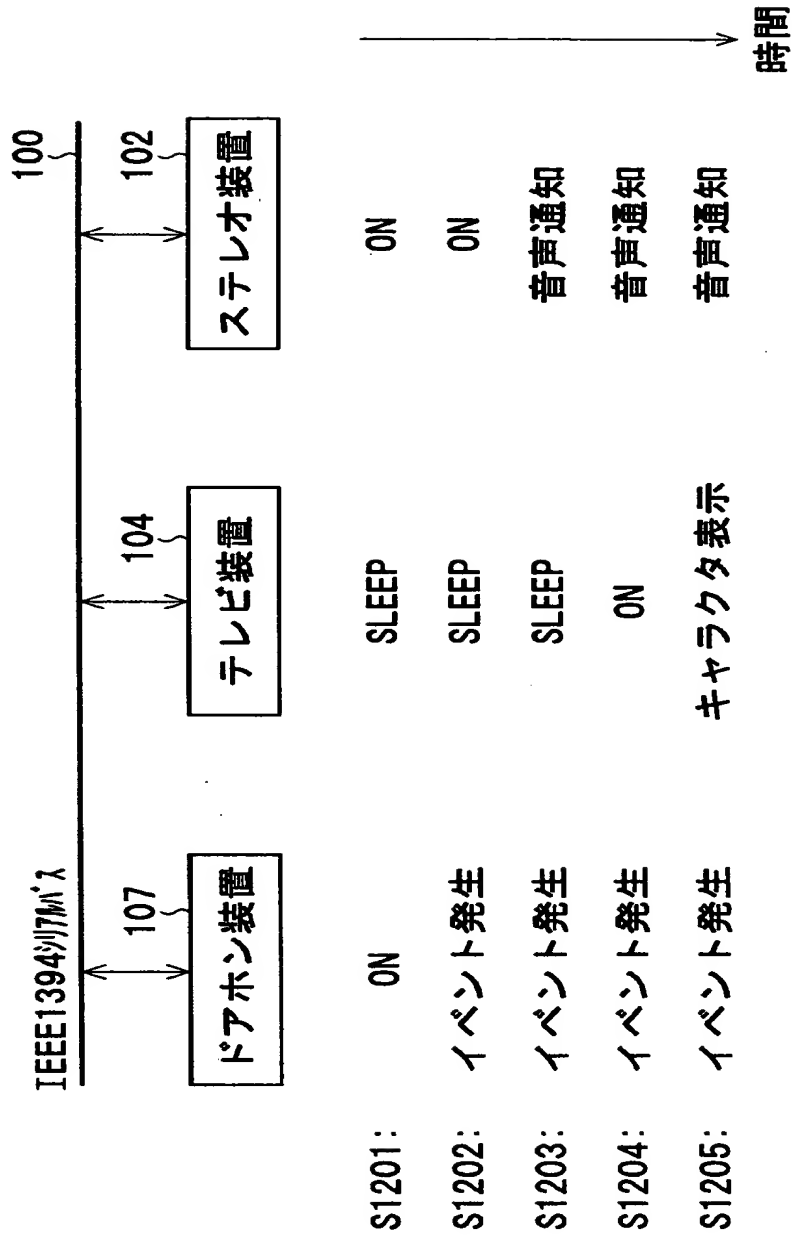 IEEE1394ｼﾘｱﾙﾊﾞｽ
100
107
104
102
ドアホン装置
テレビ装置
ステレオ装置
S1201: ON SLEEP ON
S1202: イベント発生 SLEEP ON
S1203: イベント発生 SLEEP 音声通知
S1204: イベント発生 ON 音声通知
S1205: イベント発生 キャラクタ表示 音声通知
時間